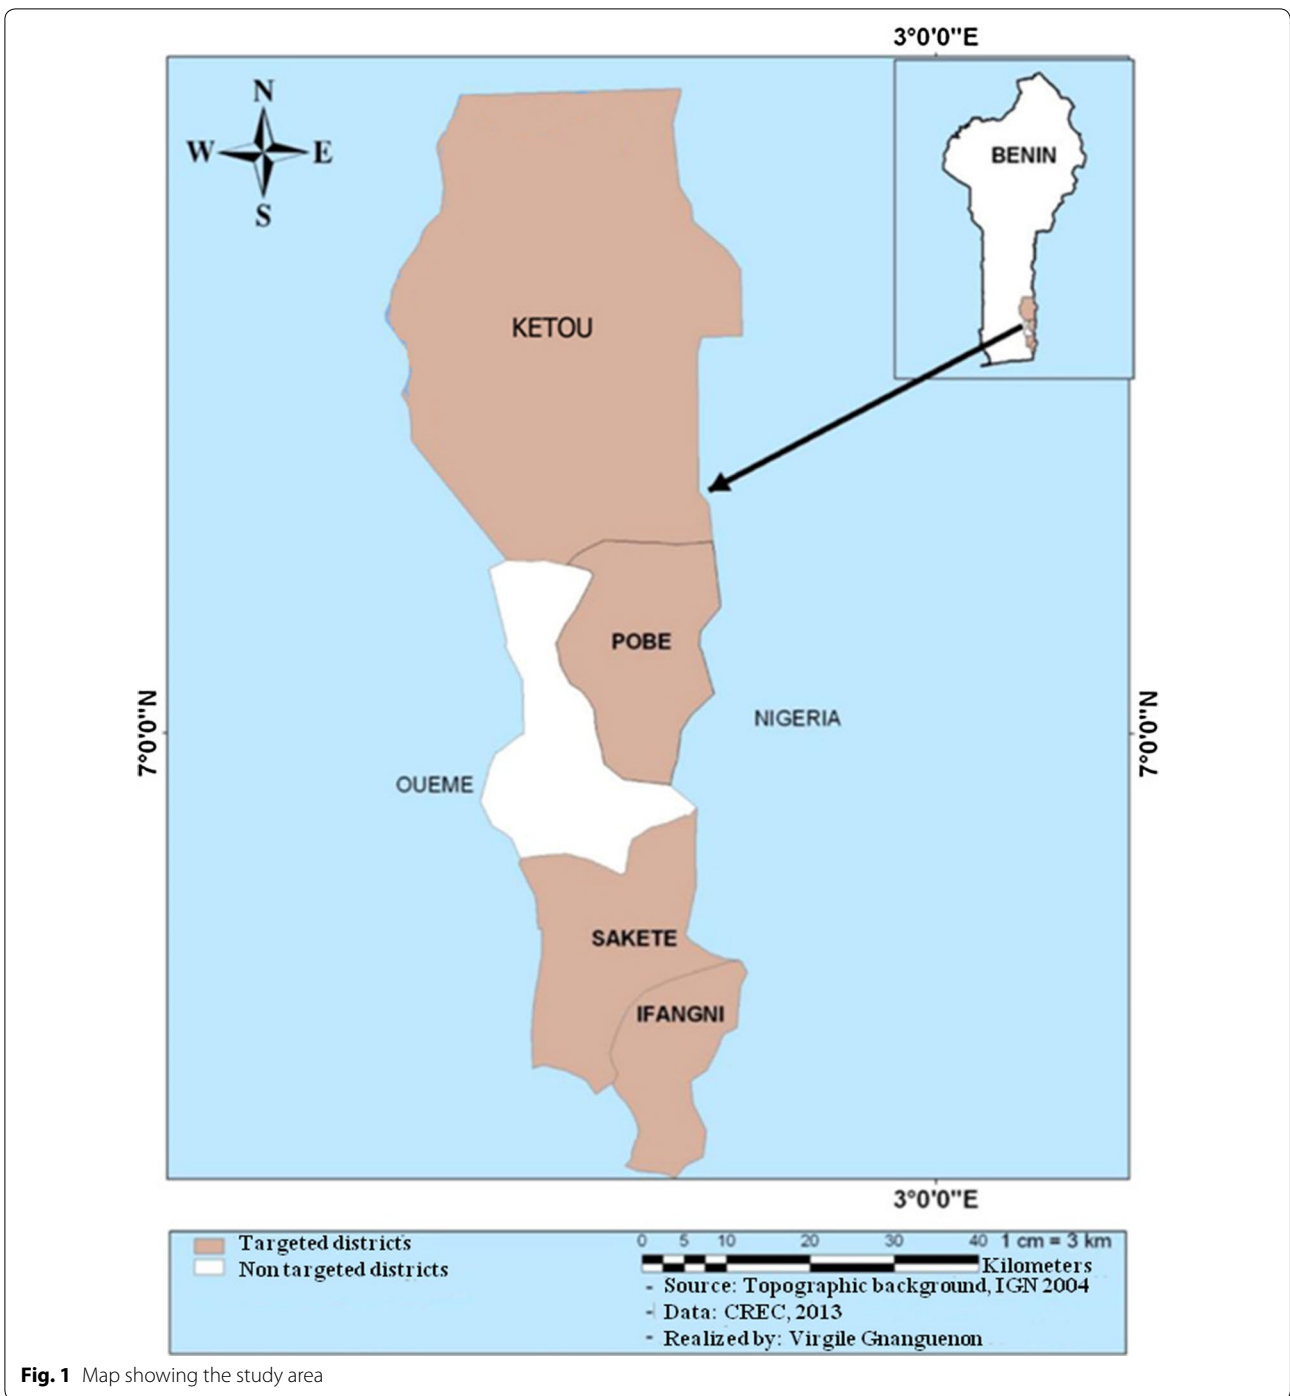 3°0'0"E
N
W E
S
BENIN
KETOU
POBE
NIGERIA
7°0'0"N
7°0'0"N
OUEME
SAKETE
IFANGNI
3°0'0"E
Targeted districts
Non targeted districts
0 5 10 20 30 40 1 cm = 3 km
Kilometers
- Source: Topographic background, IGN 2004
- Data: CREC, 2013
- Realized by: Virgile Gnanguenon
Fig. 1 Map showing the study area